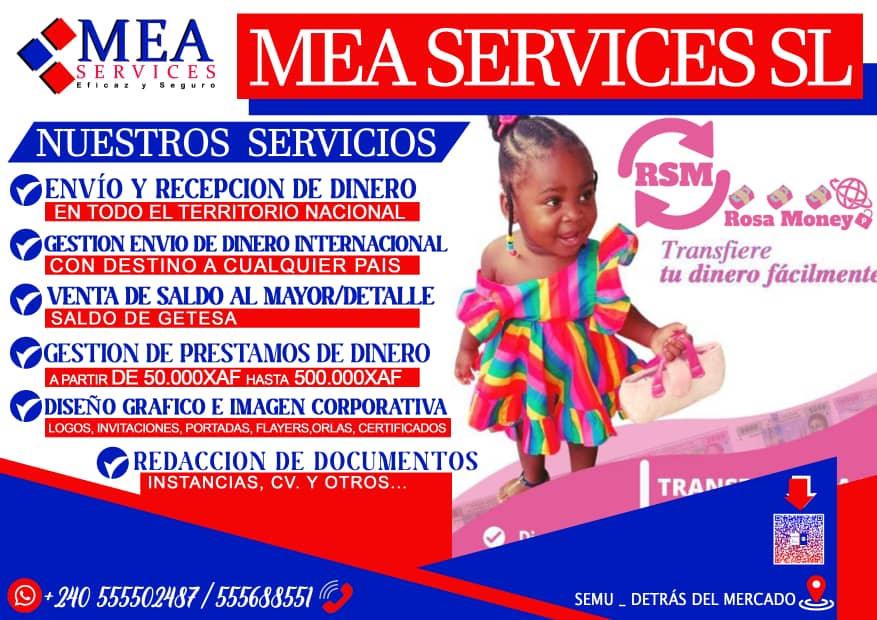 MEA
SERVICES
Eficaz y Seguro
MEA SERVICES SL
NUESTROS SERVICIOS
ENVÍO Y RECEPCION DE DINERO
EN TODO EL TERRITORIO NACIONAL
GESTION ENVIO DE DINERO INTERNACIONAL
CON DESTINO A CUALQUIER PAIS
VENTA DE SALDO AL MAYOR/DETALLE
SALDO DE GETESA
GESTION DE PRESTAMOS DE DINERO
A PARTIR DE 50.000XAF HASTA 500.000XAF
DISEÑO GRAFICO E IMAGEN CORPORATIVA
LOGOS, INVITACIONES, PORTADAS, FLAYERS,ORLAS, CERTIFICADOS
REDACCION DE DOCUMENTOS
INSTANCIAS, CV. Y OTROS...
RSM
Rosa Money
Transfiere
tu dinero fácilmente
+240 555502487 / 555688551
SEMU _ DETRÁS DEL MERCADO